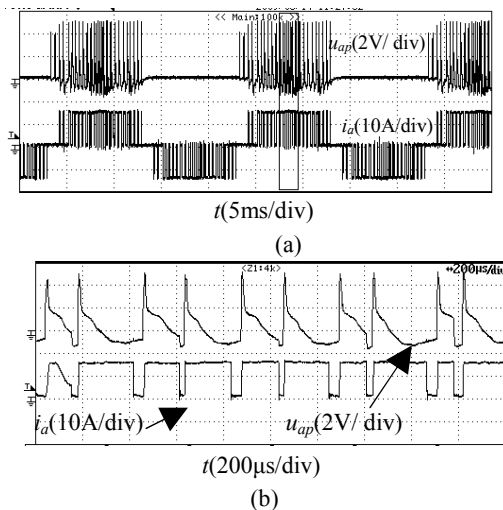 << Main:100k >>
u_ap(2V/ div)
i_a(10A/div)
t(5ms/div)
(a)
<Z1:4k>
↔200µs/div
i_a(10A/div)
u_ap(2V/ div)
t(200µs/div)
(b)